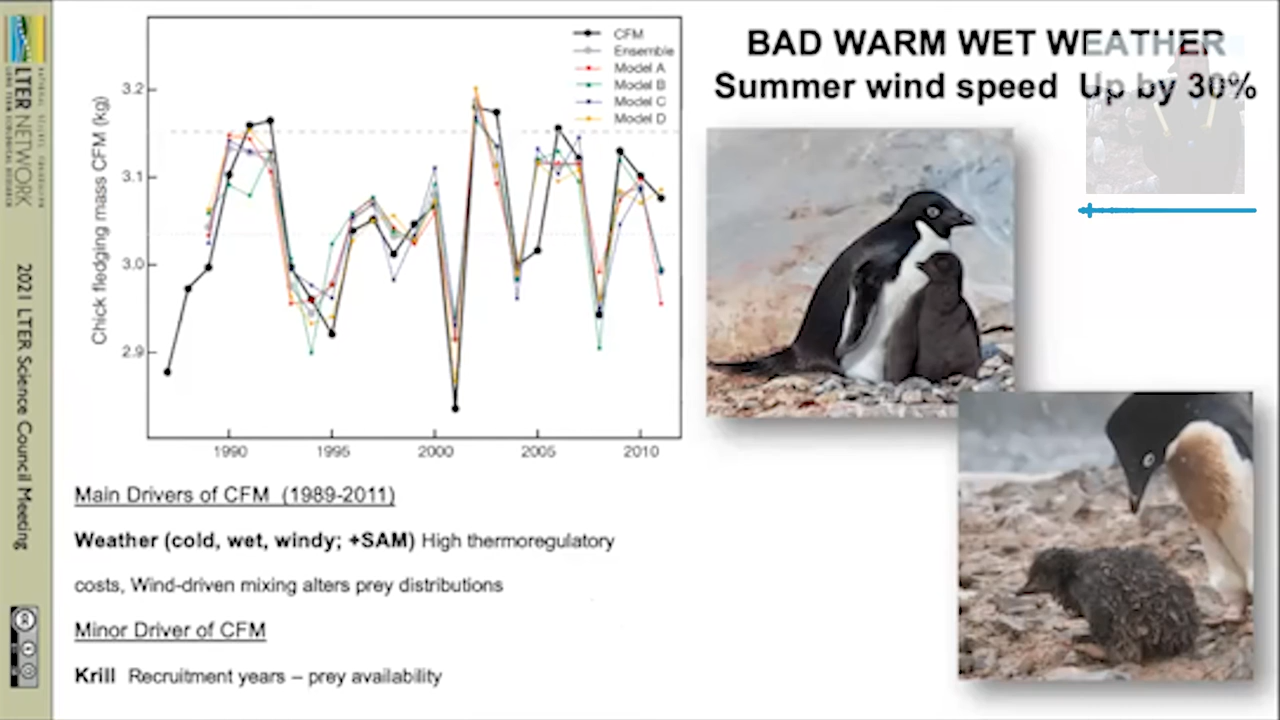 BAD WARM WET WEATHER
Summer wind speed Up by 30%
CFM
Ensemble
Model A
Model B
Model C
Model D
Chick fledging mass CFM (kg)
3.2
3.1
3.0
2.9
1990 1995 2000 2005 2010
Main Drivers of CFM (1989-2011)
Weather (cold, wet, windy; +SAM) High thermoregulatory
costs, Wind-driven mixing alters prey distributions
Minor Driver of CFM
Krill Recruitment years – prey availability
LTER NETWORK
2021 LTER Science Council Meeting